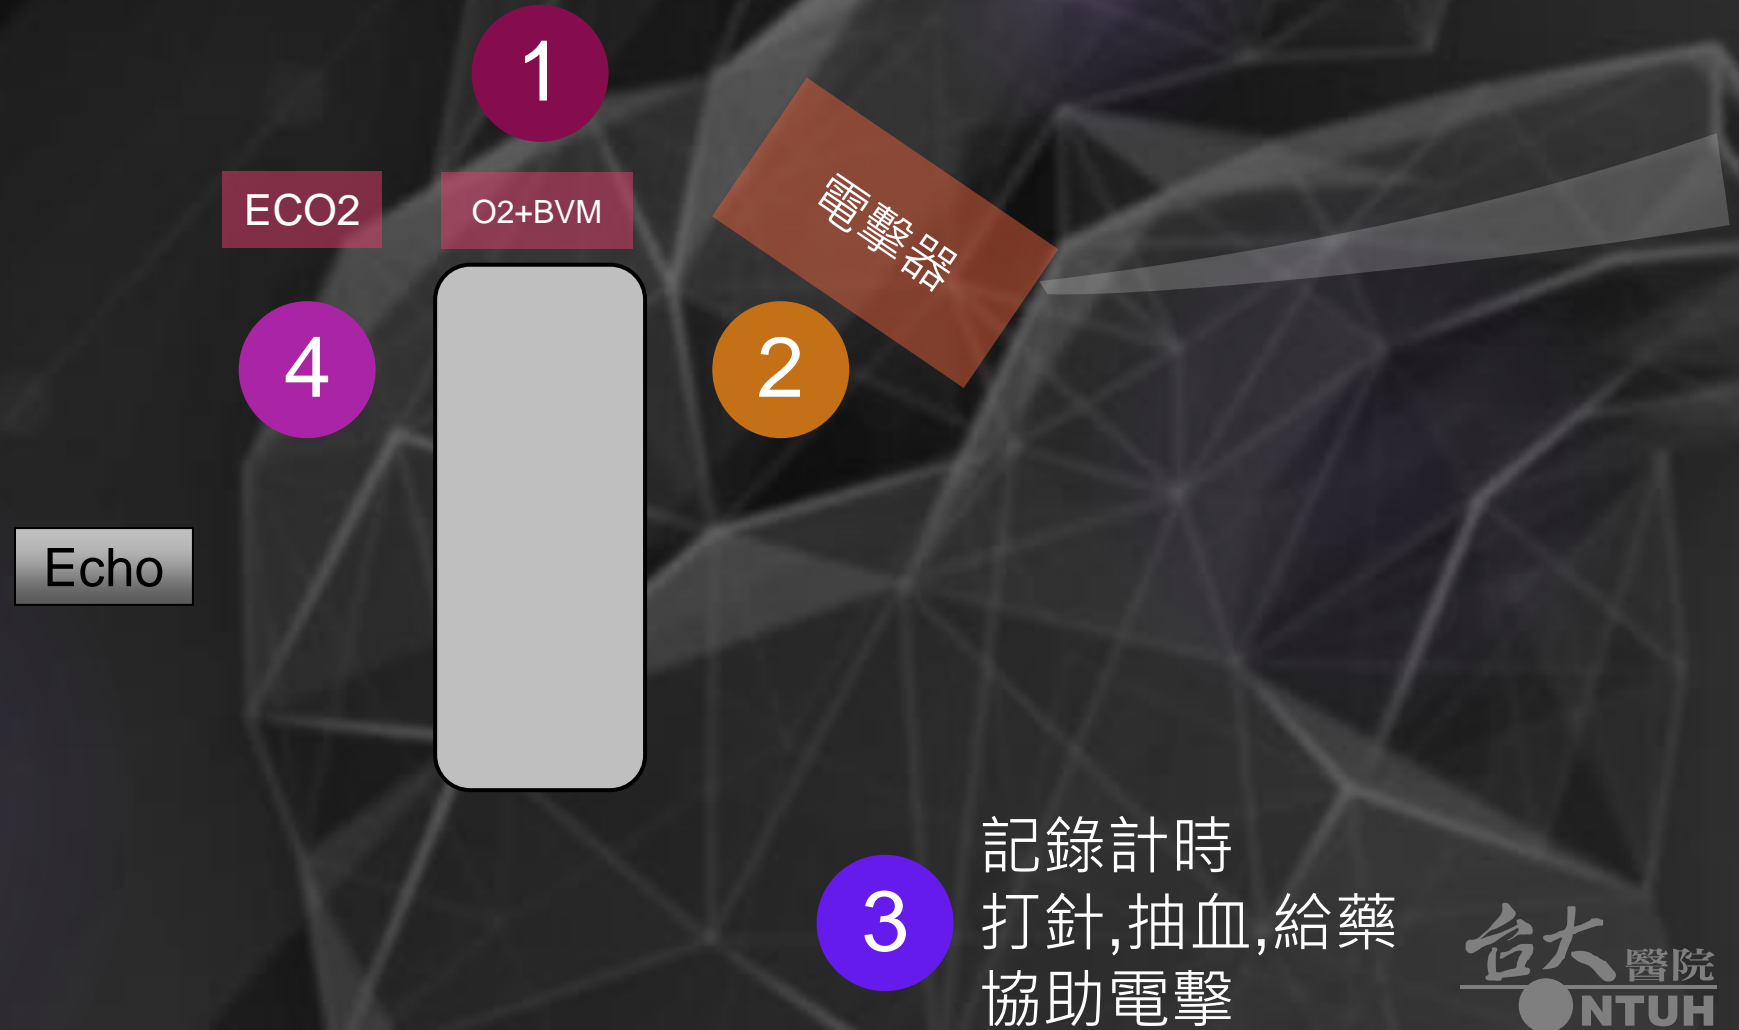 1
ECO2
O2+BVM
電擊器
4
2
Echo
3
記錄計時
打針,抽血,給藥
協助電擊
台大醫院
NTUH